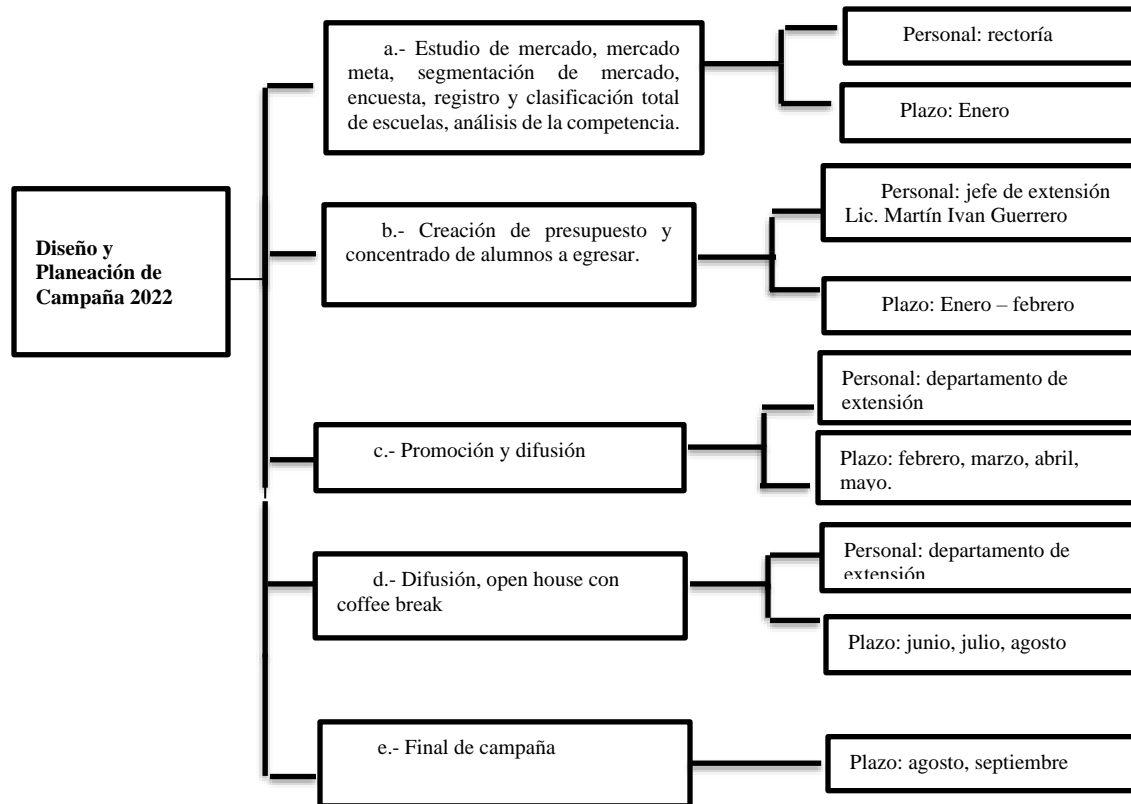 Diseño y
Planeación de
Campaña 2022
a.- Estudio de mercado, mercado
meta, segmentación de mercado,
encuesta, registro y clasificación total
de escuelas, análisis de la competencia.
Personal: rectoría
Plazo: Enero
b.- Creación de presupuesto y
concentrado de alumnos a egresar.
Personal: jefe de extensión
Lic. Martín Ivan Guerrero
Plazo: Enero – febrero
c.- Promoción y difusión
Personal: departamento de
extensión
Plazo: febrero, marzo, abril,
mayo.
d.- Difusión, open house con
coffee break
Personal: departamento de
extensión
Plazo: junio, julio, agosto
e.- Final de campaña
Plazo: agosto, septiembre